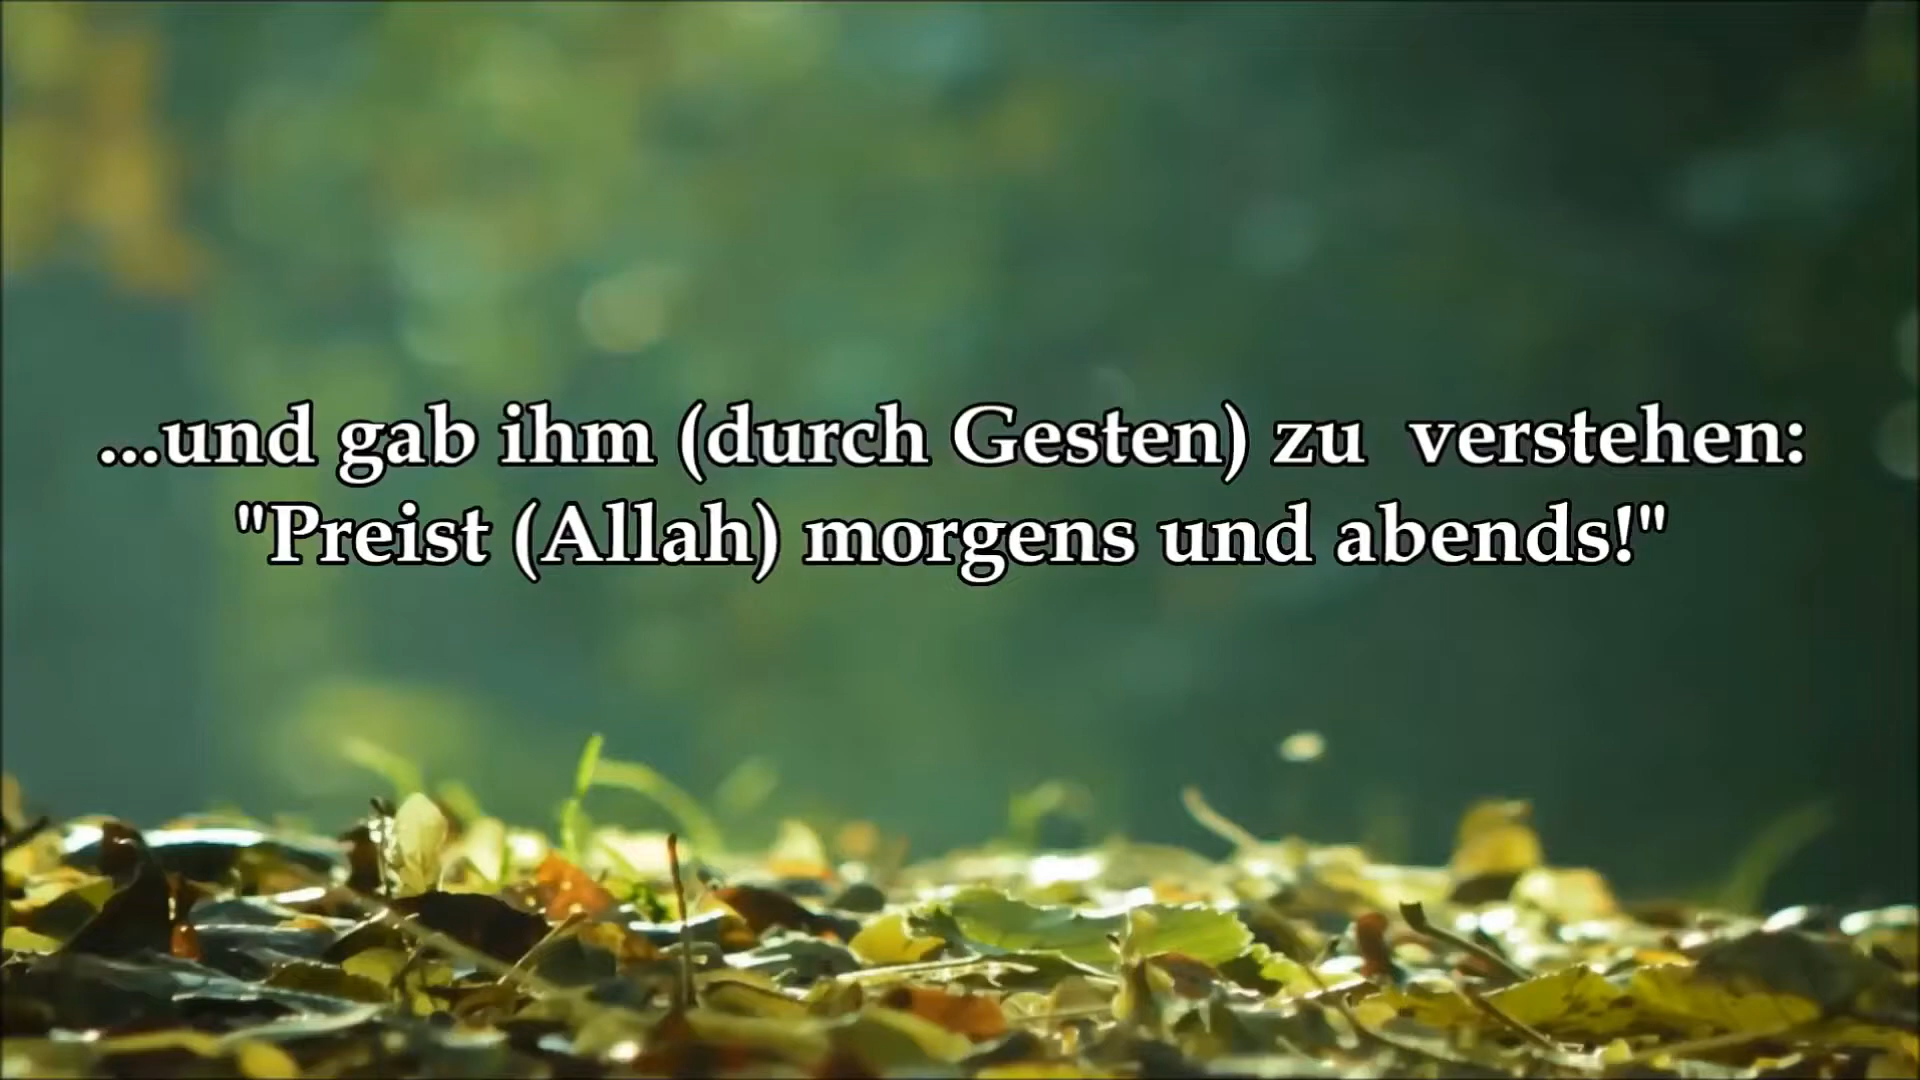 ...und gab ihm (durch Gesten) zu  verstehen:
"Preist (Allah) morgens und abends!"